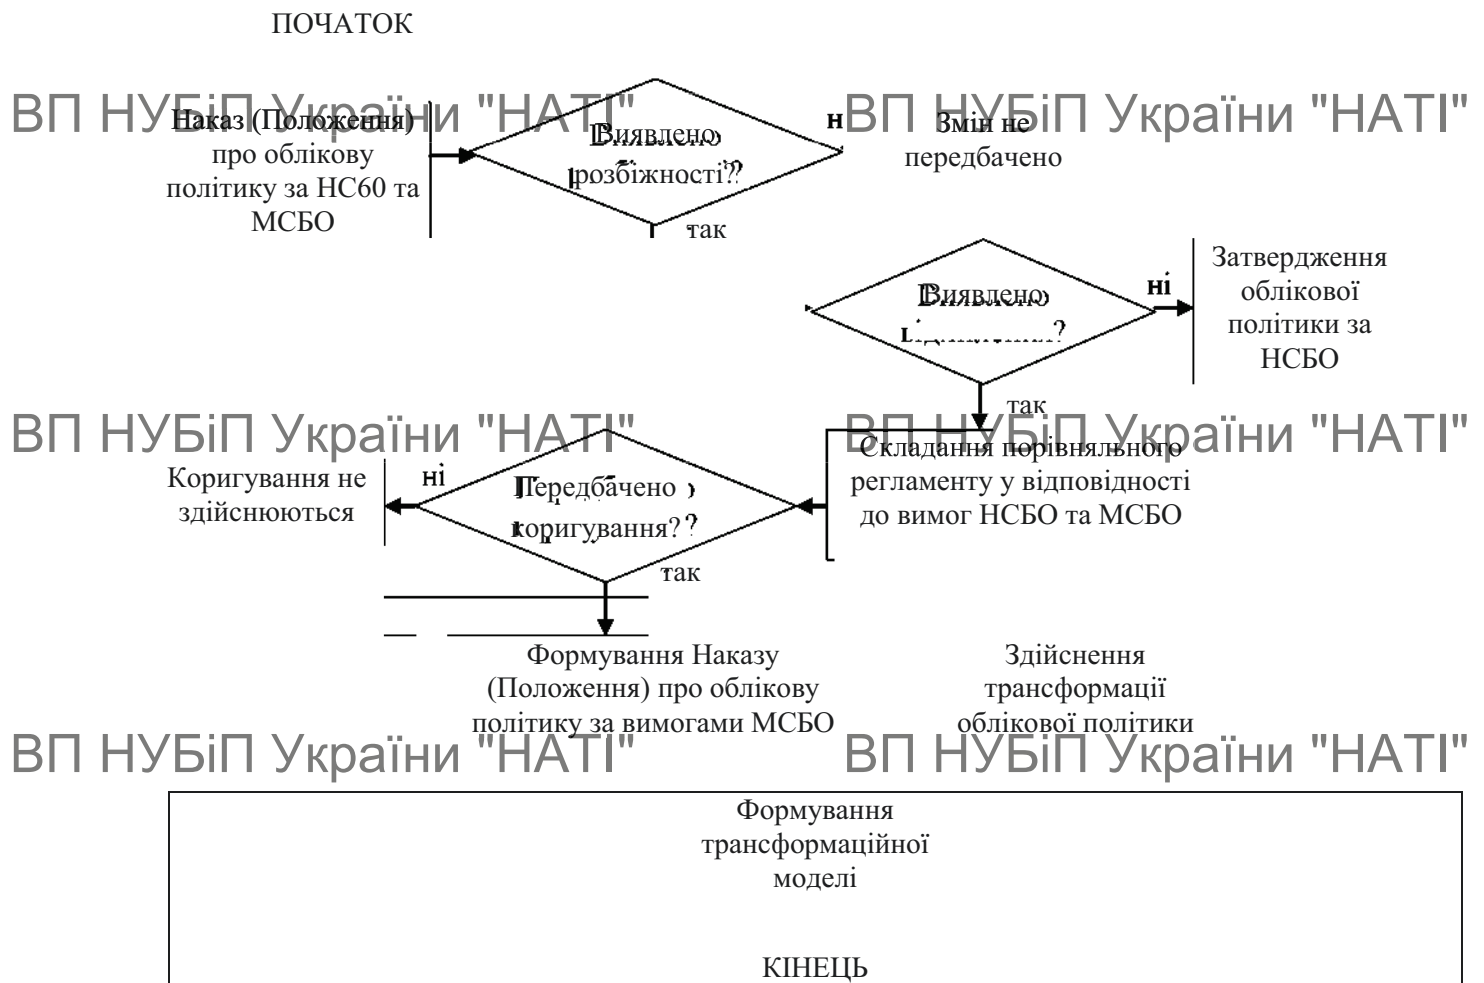 ПОЧАТОК
ВП НУБіП України "НАТІ"
ВП НУБіП України "НАТІ"
Наказ (Положення)
про облікову
політику за НС60 та
МСБО
Виявлено
розбіжності?
н
Змін не
передбачено
так
Виявлено
ні
Затвердження
облікової
політики за
НСБО
так
ВП НУБіП України "НАТІ"
ВП НУБіП України "НАТІ"
Коригування не
здійснюються
ні
Передбачено
коригування?
так
Складання порівняльного
регламенту у відповідності
до вимог НСБО та МСБО
Формування Наказу
(Положення) про облікову
політику за вимогами МСБО
Здійснення
трансформації
облікової політики
ВП НУБіП України "НАТІ"
ВП НУБіП України "НАТІ"
Формування
трансформаційної
моделі
КІНЕЦЬ